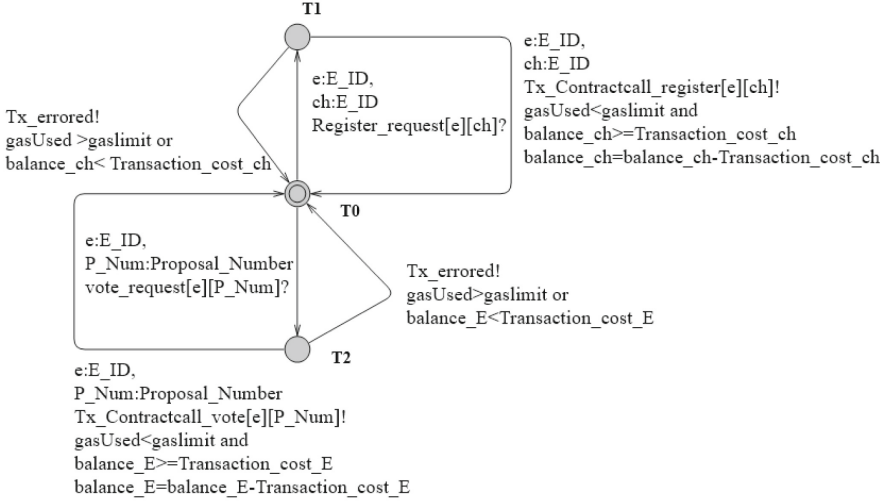 T1
e:E_ID,
ch:E_ID
Tx_Contractcall_register[e][ch]!
gasUsed<gaslimit and
balance_ch>=Transaction_cost_ch
balance_ch=balance_ch-Transaction_cost_ch
e:E_ID,
ch:E_ID
Register_request[e][ch]?
Tx_errored!
gasUsed >gaslimit or
balance_ch< Transaction_cost_ch
T0
e:E_ID,
P_Num:Proposal_Number
vote_request[e][P_Num]?
Tx_errored!
gasUsed>gaslimit or
balance_E<Transaction_cost_E
T2
e:E_ID,
P_Num:Proposal_Number
Tx_Contractcall_vote[e][P_Num]!
gasUsed<gaslimit and
balance_E>=Transaction_cost_E
balance_E=balance_E-Transaction_cost_E